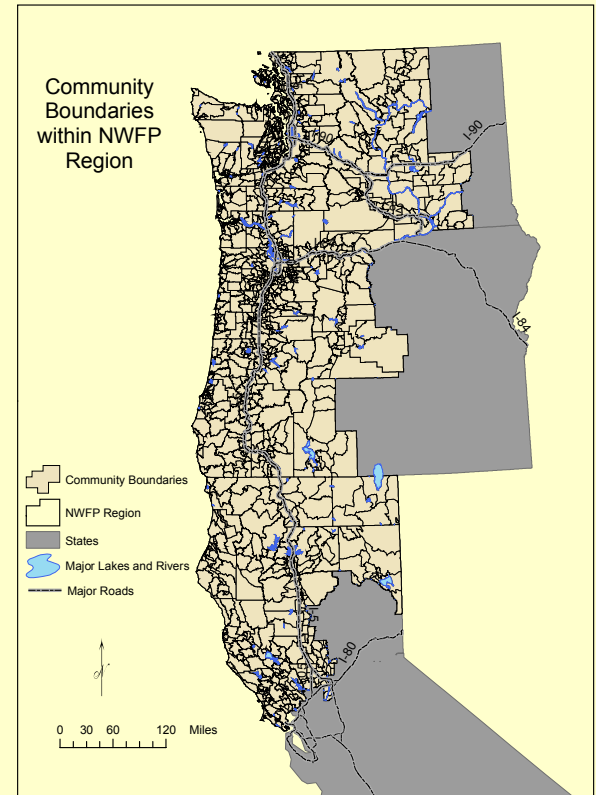 Community
Boundaries
within NWFP
Region
I-90
I-90
I-84
Community Boundaries
NWFP Region
States
Major Lakes and Rivers
Major Roads
I-5
I-80
N
0 30 60 120 Miles